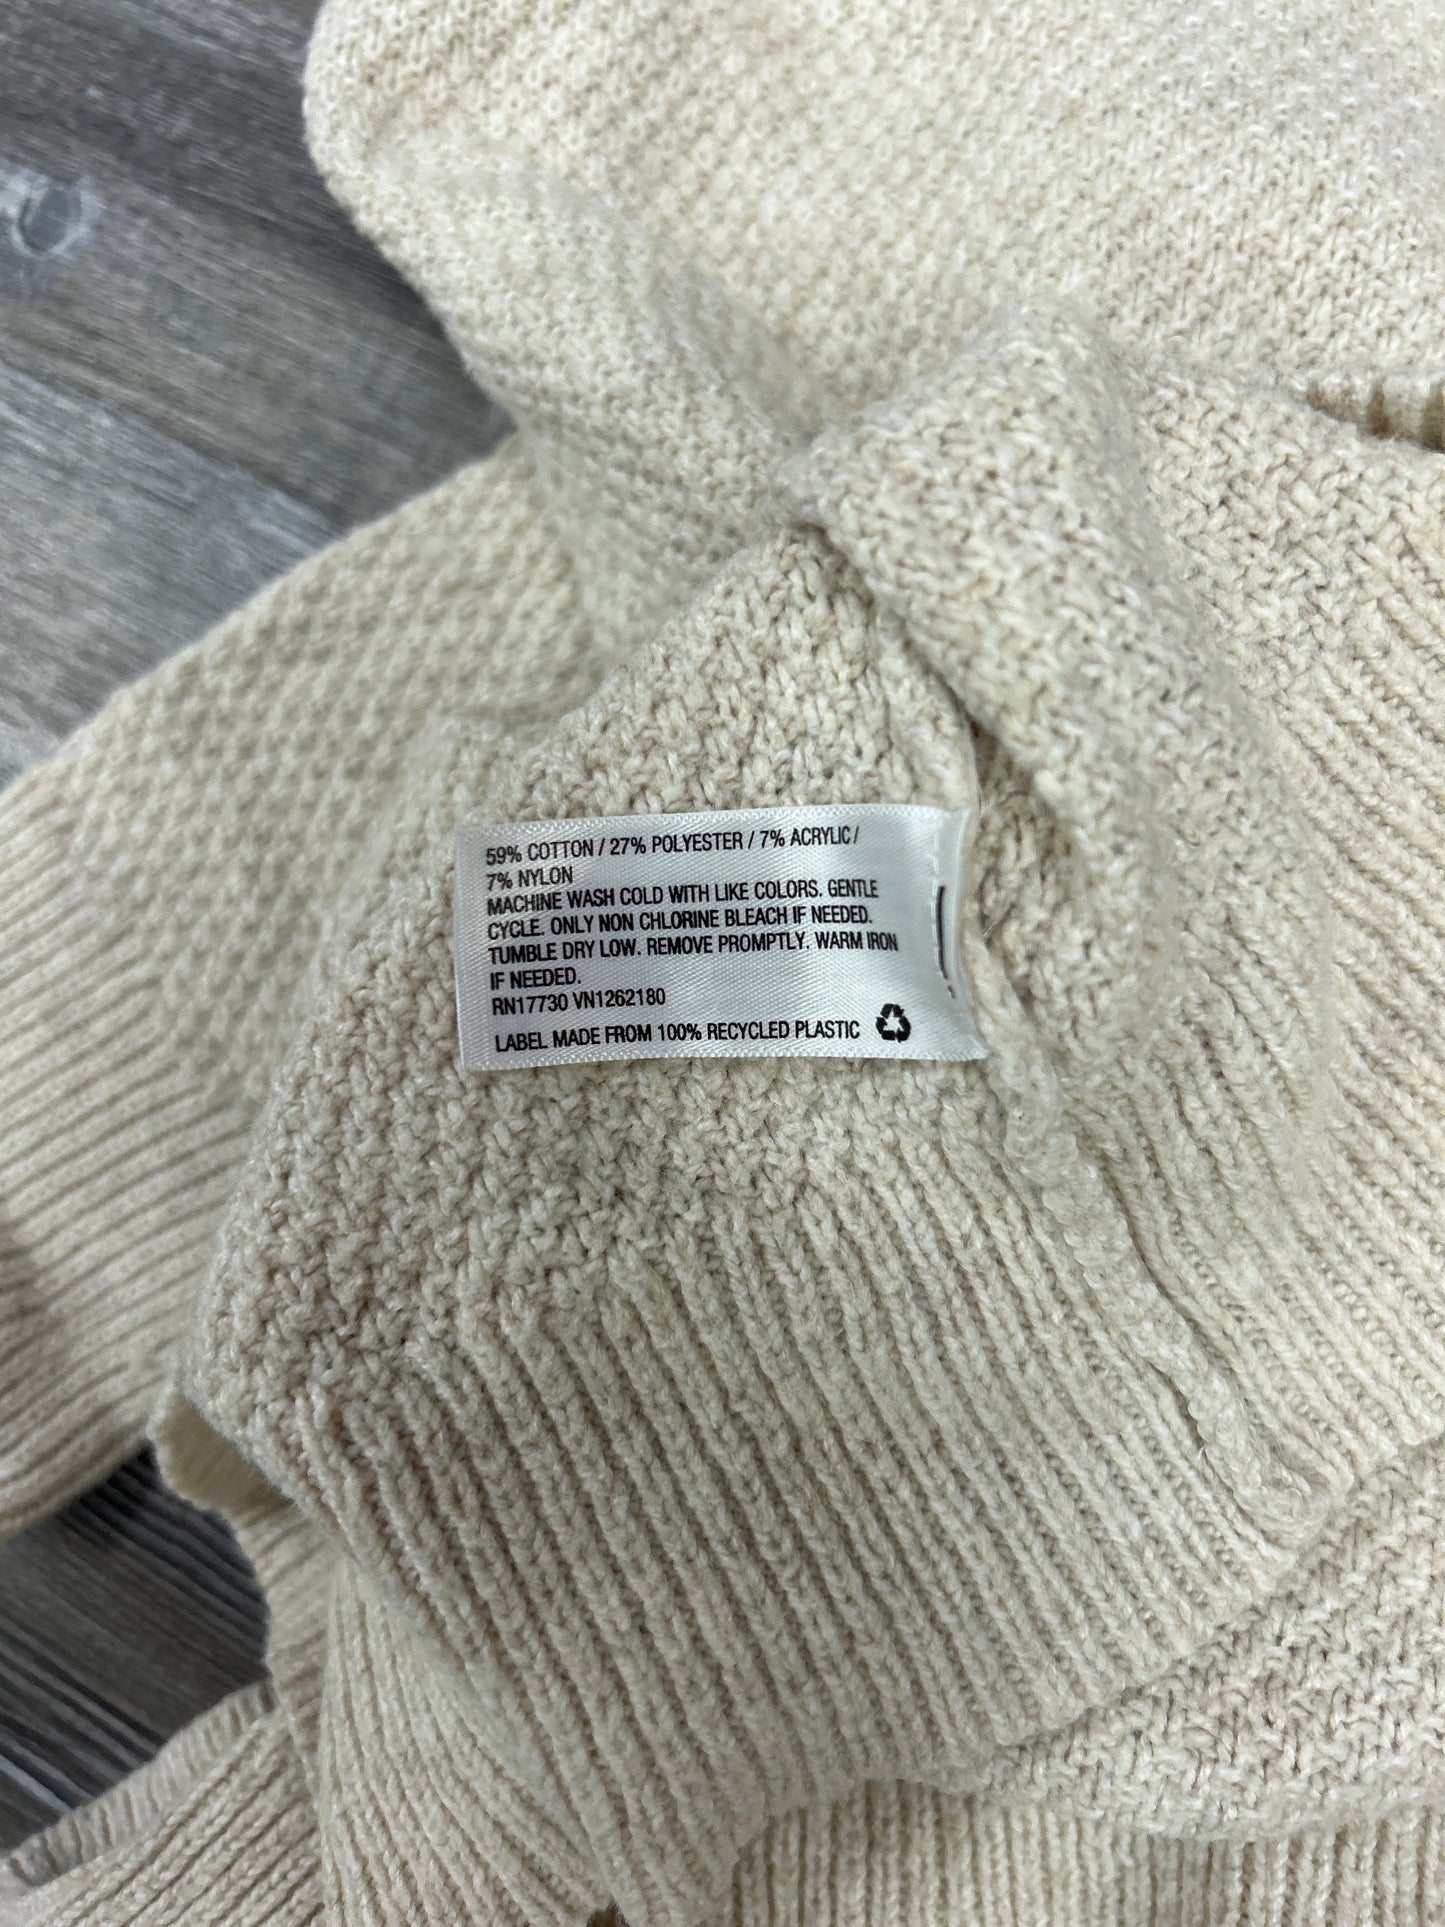 59% COTTON / 27% POLYESTER / 7% ACRYLIC /
7% NYLON
MACHINE WASH COLD WITH LIKE COLORS. GENTLE
CYCLE. ONLY NON CHLORINE BLEACH IF NEEDED.
TUMBLE DRY LOW. REMOVE PROMPTLY. WARM IRON
IF NEEDED.
RN17730 VN1262180
LABEL MADE FROM 100% RECYCLED PLASTIC